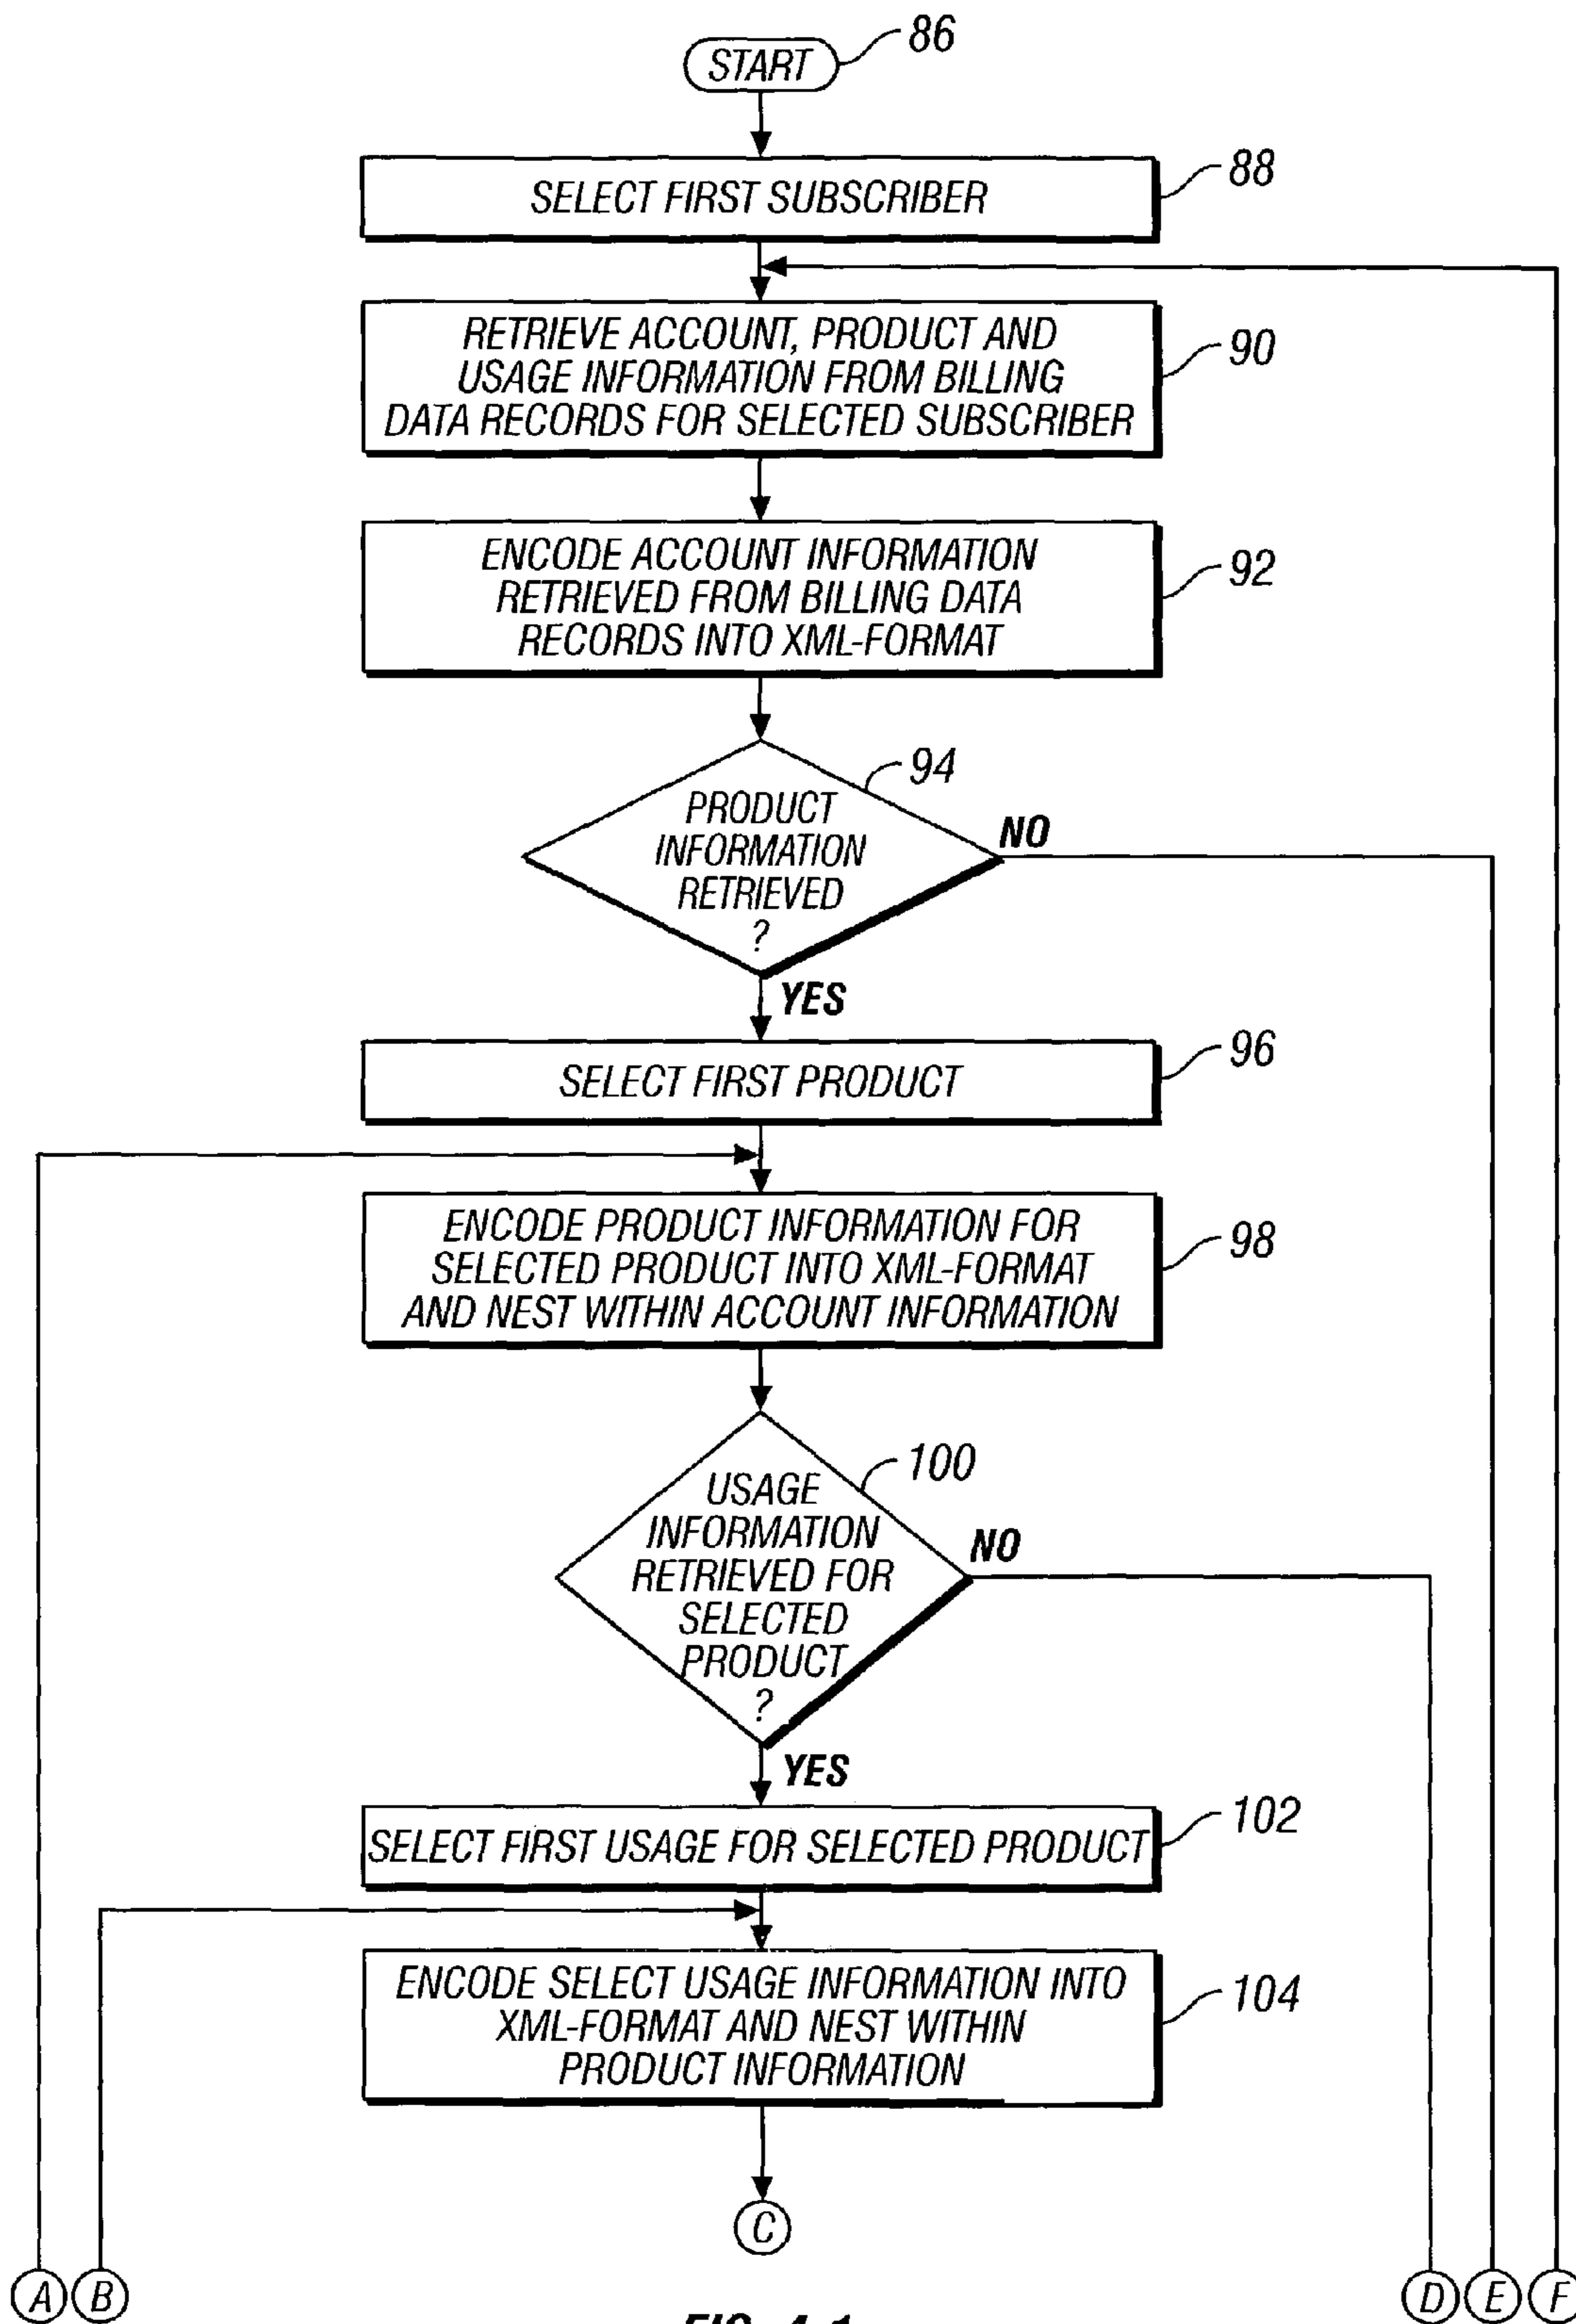 START
86
SELECT FIRST SUBSCRIBER
88
RETRIEVE ACCOUNT, PRODUCT AND
USAGE INFORMATION FROM BILLING
DATA RECORDS FOR SELECTED SUBSCRIBER
90
ENCODE ACCOUNT INFORMATION
RETRIEVED FROM BILLING DATA
RECORDS INTO XML-FORMAT
92
PRODUCT
INFORMATION
RETRIEVED
?
94
NO
YES
SELECT FIRST PRODUCT
96
ENCODE PRODUCT INFORMATION FOR
SELECTED PRODUCT INTO XML-FORMAT
AND NEST WITHIN ACCOUNT INFORMATION
98
USAGE
INFORMATION
RETRIEVED FOR
SELECTED
PRODUCT
?
100
NO
YES
SELECT FIRST USAGE FOR SELECTED PRODUCT
102
ENCODE SELECT USAGE INFORMATION INTO
XML-FORMAT AND NEST WITHIN
PRODUCT INFORMATION
104
C
A
B
D
E
F